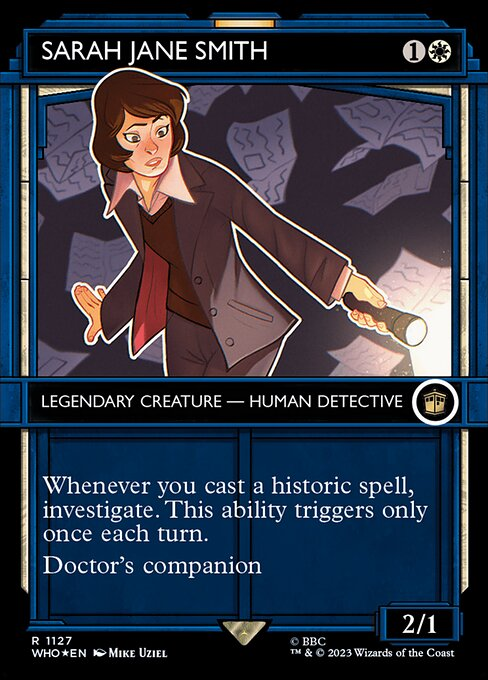 SARAH JANE SMITH 1
LEGENDARY CREATURE — HUMAN DETECTIVE
Whenever you cast a historic spell,
investigate. This ability triggers only
once each turn.
Doctor's companion
2/1
R 1127
WHO★EN MIKE UZIEL
© BBC
™ & © 2023 Wizards of the Coast